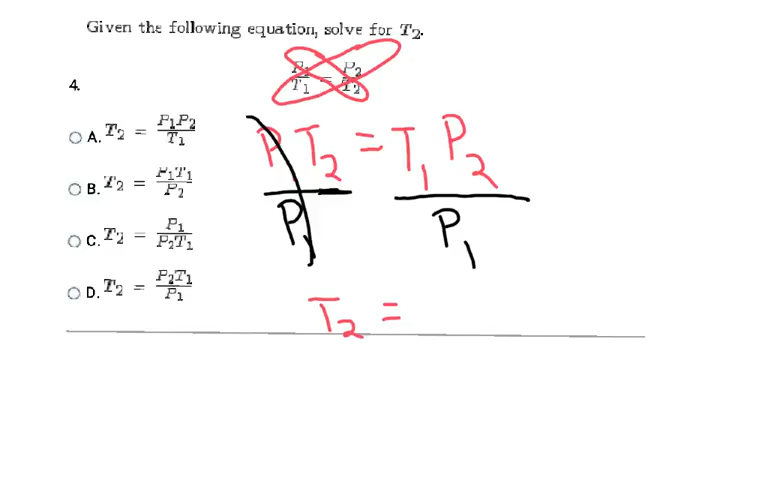 Given the following equation, solve for T₂.
4.
P₁/T₁ = P₂/T₂
A. T₂ = P₁P₂/T₁
B. T₂ = P₁T₁/P₂
C. T₂ = P₁/P₂T₁
D. T₂ = P₂T₁/P₁
P₁T₂/P₁ = T₁P₂/P₁
T₂ =